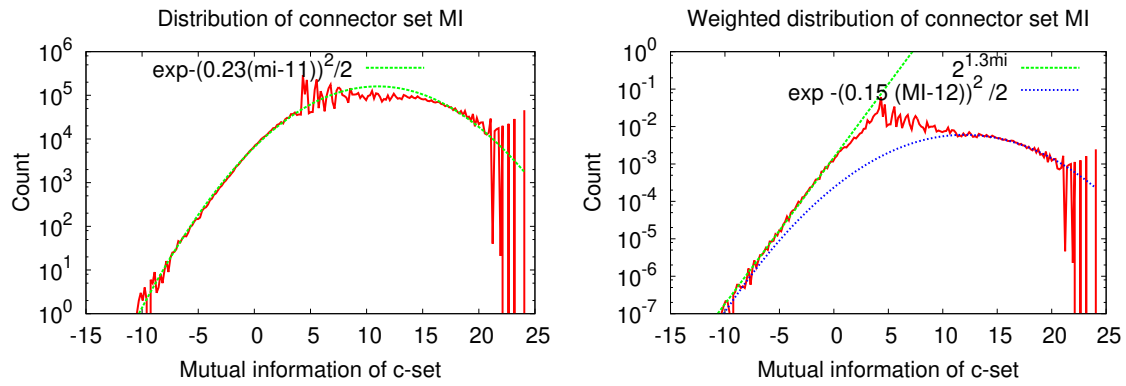 Distribution of connector set MI
10^6
10^5
10^4
10^3
10^2
10^1
10^0
Count
exp-(0.23(mi-11))^2/2
-15 -10 -5 0 5 10 15 20 25
Mutual information of c-set
Weighted distribution of connector set MI
10^0
10^-1
10^-2
10^-3
10^-4
10^-5
10^-6
10^-7
Count
2^1.3mi
exp -(0.15 (MI-12))^2 /2
-15 -10 -5 0 5 10 15 20 25
Mutual information of c-set